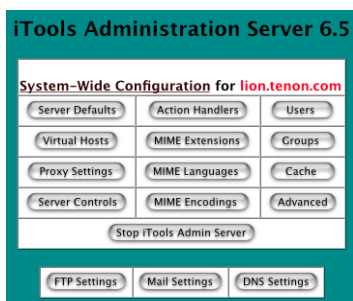 iTools Administration Server 6.5
System-Wide Configuration for lion.tenon.com
Server Defaults Action Handlers Users
Virtual Hosts MIME Extensions Groups
Proxy Settings MIME Languages Cache
Server Controls MIME Encodings Advanced
Stop iTools Admin Server
FTP Settings Mail Settings DNS Settings